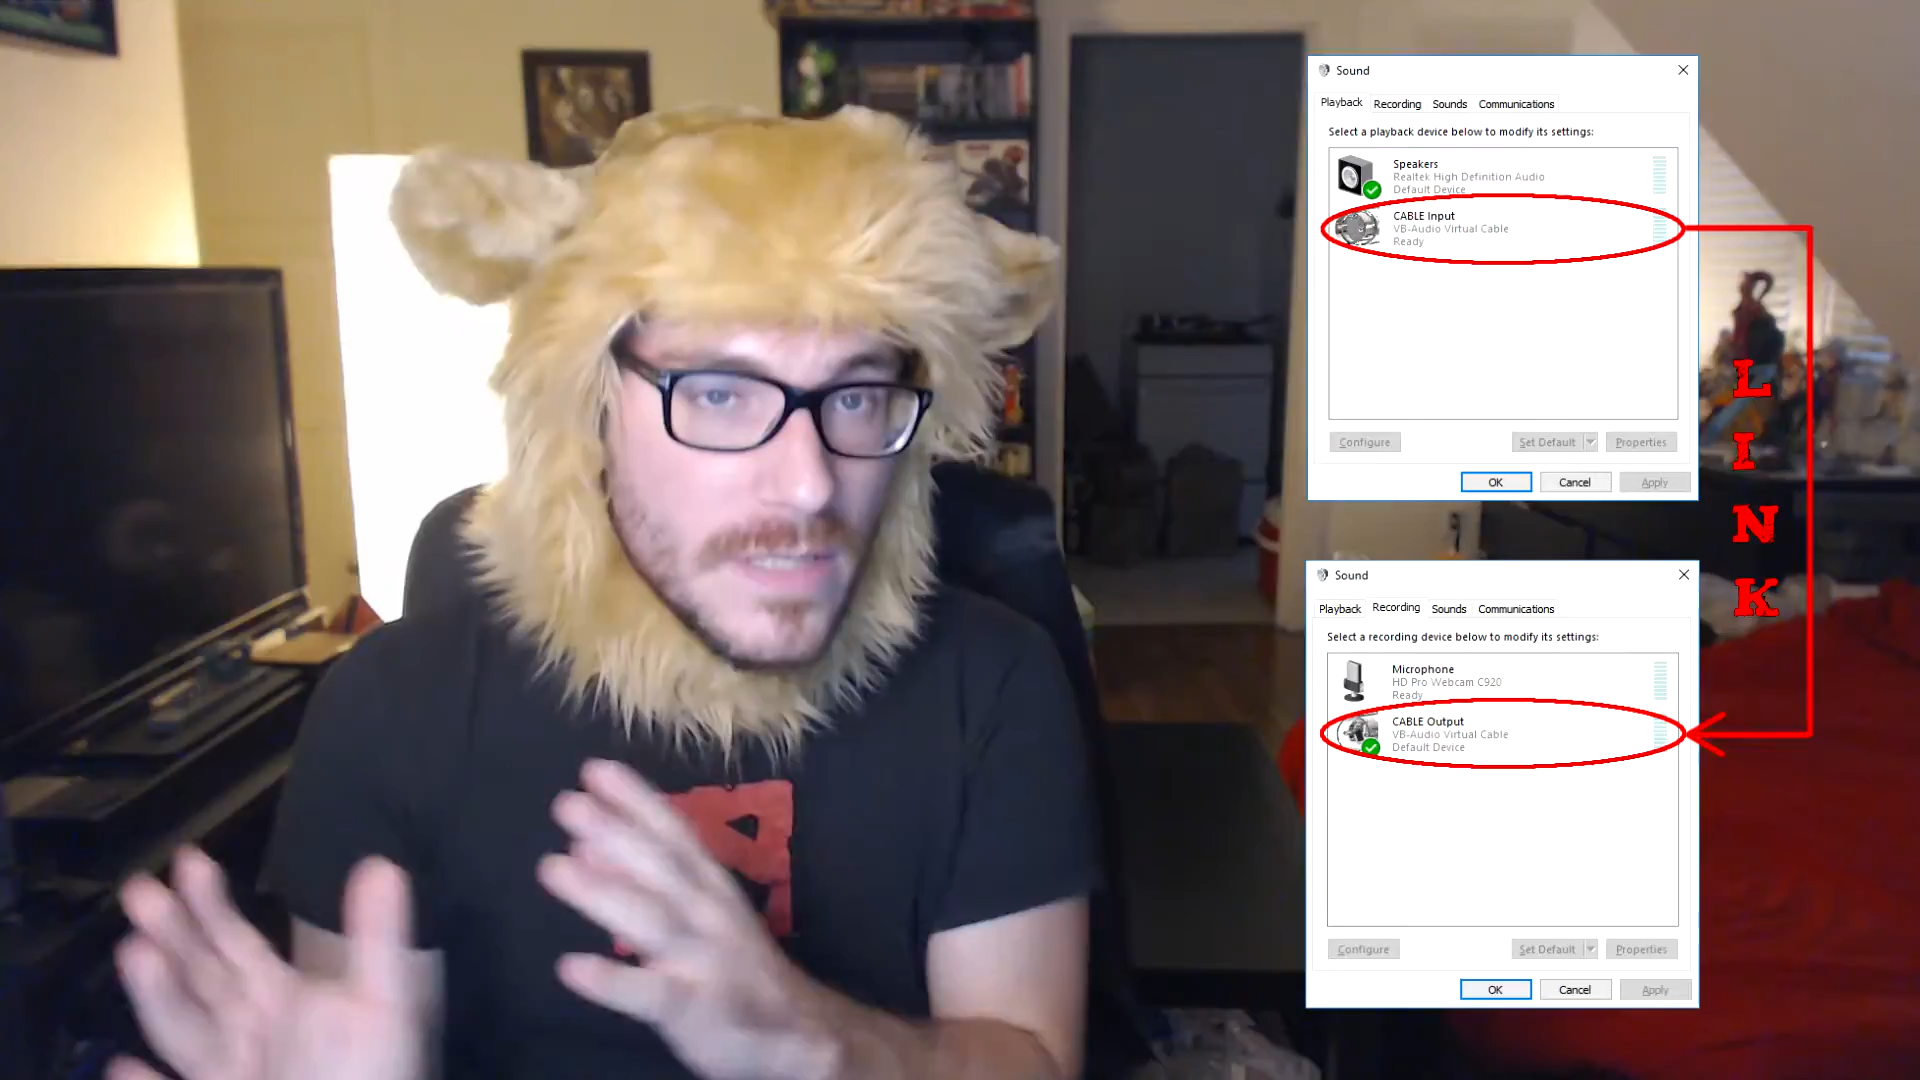 Sound
Playback Recording Sounds Communications
Select a playback device below to modify its settings:
Speakers
Realtek High Definition Audio
Default Device
CABLE Input
VB-Audio Virtual Cable
Ready
Configure Set Default Properties
OK Cancel Apply
LINK
Sound
Playback Recording Sounds Communications
Select a recording device below to modify its settings:
Microphone
HD Pro Webcam C920
Ready
CABLE Output
VB-Audio Virtual Cable
Default Device
Configure Set Default Properties
OK Cancel Apply